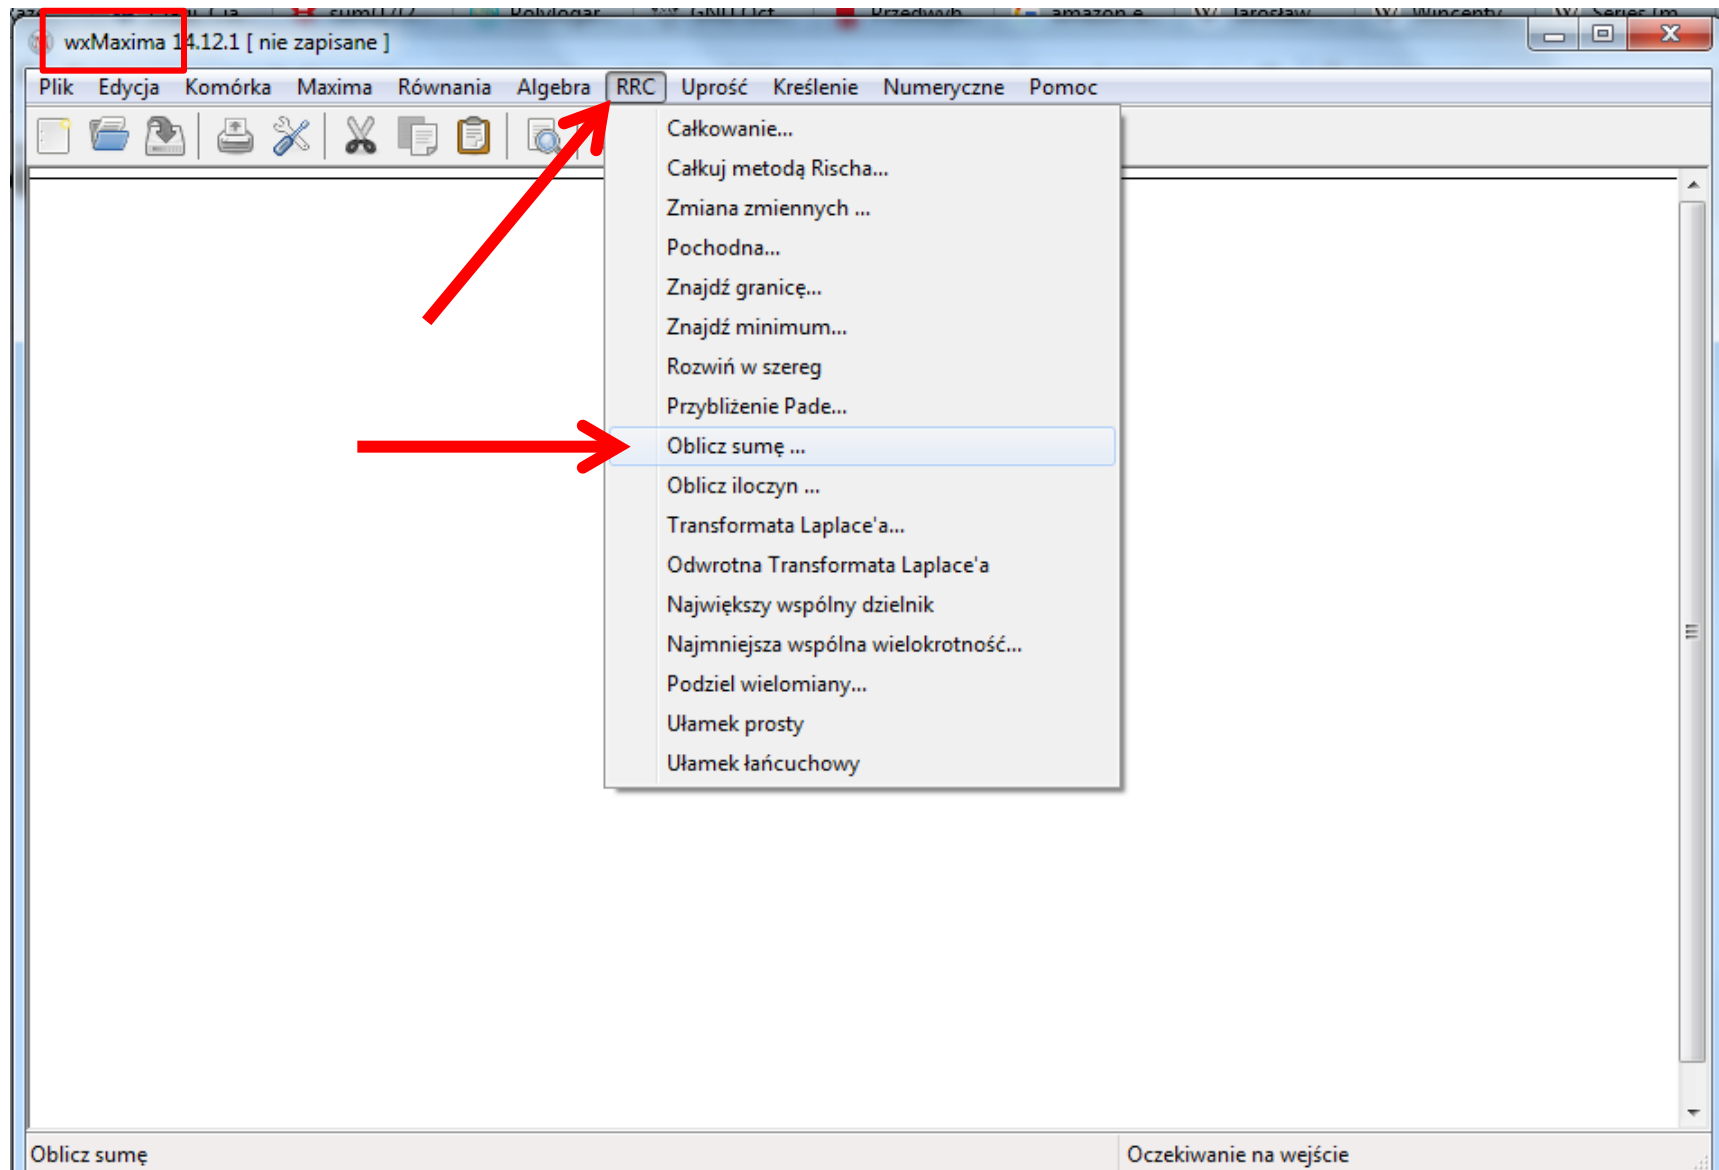 wxMaxima 14.12.1 [ nie zapisane ]
Plik Edycja Komórka Maxima Równania Algebra RRC Uprość Kreślenie Numeryczne Pomoc
Całkowanie...
Całkuj metodą Rischa...
Zmiana zmiennych ...
Pochodna...
Znajdź granicę...
Znajdź minimum...
Rozwiń w szereg
Przybliżenie Pade...
Oblicz sumę ...
Oblicz iloczyn ...
Transformata Laplace'a...
Odwrotna Transformata Laplace'a
Największy wspólny dzielnik
Najmniejsza wspólna wielokrotność...
Podziel wielomiany...
Ułamek prosty
Ułamek łańcuchowy
Oblicz sumę Oczekiwanie na wejście